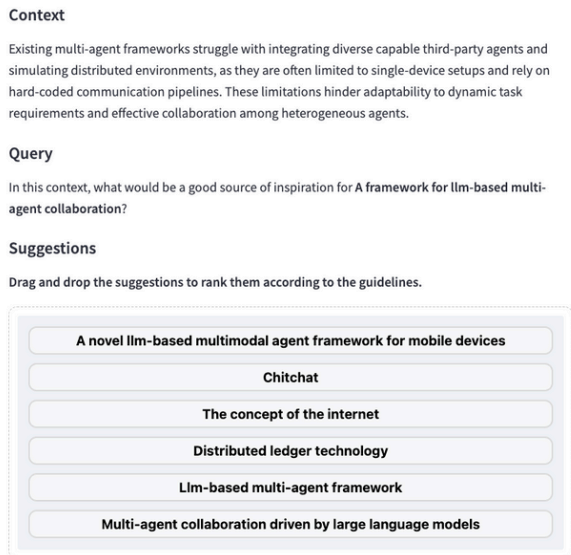 Context
Existing multi-agent frameworks struggle with integrating diverse capable third-party agents and
simulating distributed environments, as they are often limited to single-device setups and rely on
hard-coded communication pipelines. These limitations hinder adaptability to dynamic task
requirements and effective collaboration among heterogeneous agents.
Query
In this context, what would be a good source of inspiration for A framework for llm-based multi-
agent collaboration?
Suggestions
Drag and drop the suggestions to rank them according to the guidelines.
A novel llm-based multimodal agent framework for mobile devices
Chitchat
The concept of the internet
Distributed ledger technology
Llm-based multi-agent framework
Multi-agent collaboration driven by large language models